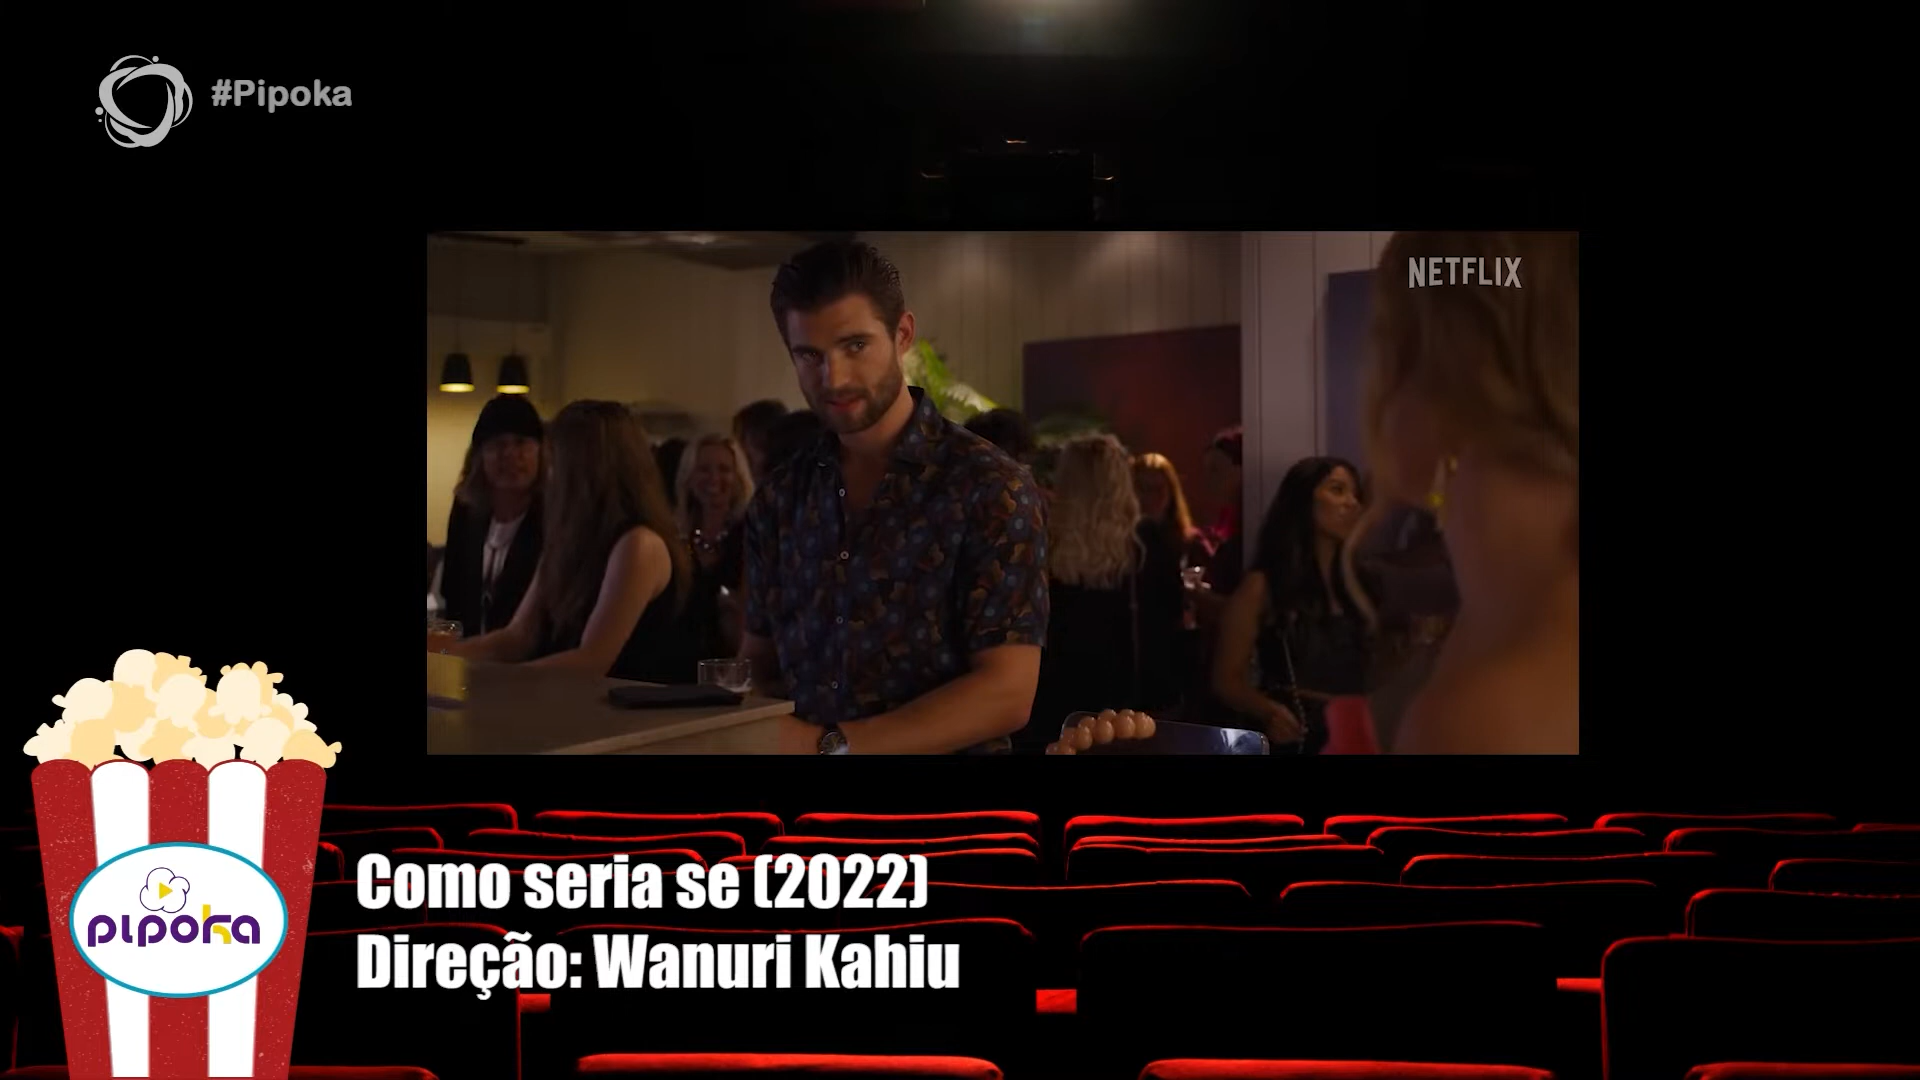 #Pipoka
NETFLIX
pipoka
Como seria se (2022)
Direção: Wanuri Kahiu